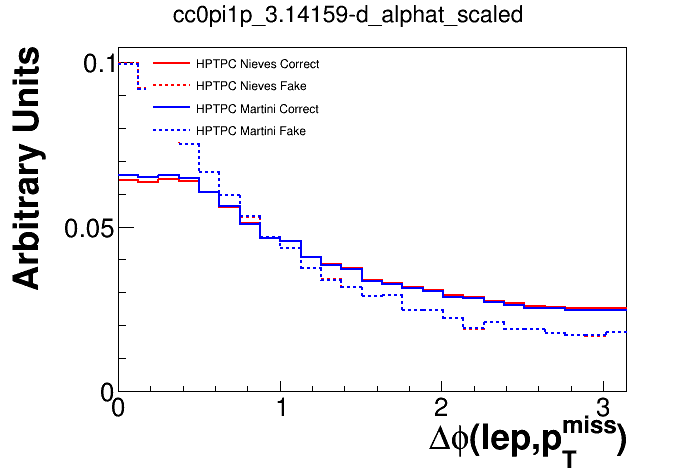 cc0pi1p_3.14159-d_alphat_scaled
Arbitrary Units
0.1
0.05
0
HPTPC Nieves Correct
HPTPC Nieves Fake
HPTPC Martini Correct
HPTPC Martini Fake
0 1 2 3
Δϕ(lep,p_T^miss)